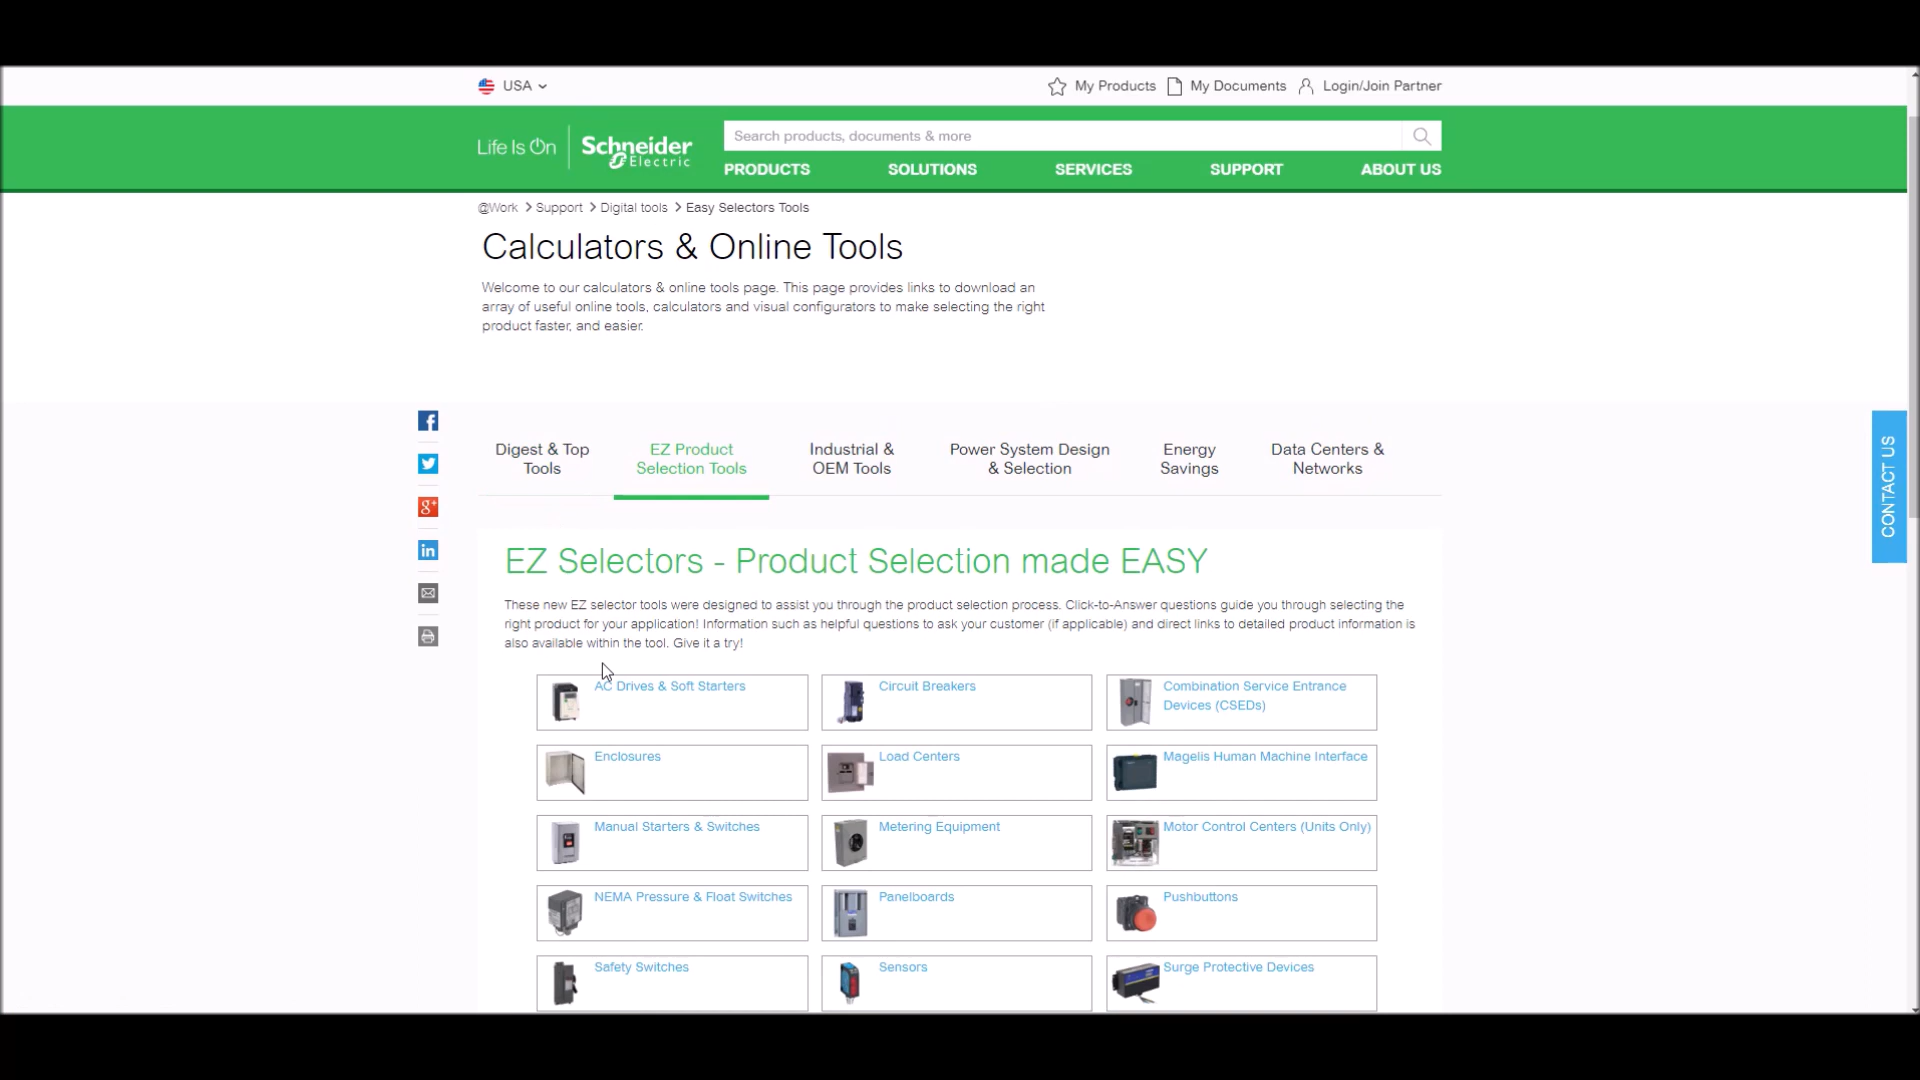 USA
My Products
My Documents
Login/Join Partner
Life Is On
Schneider Electric
Search products, documents & more
PRODUCTS
SOLUTIONS
SERVICES
SUPPORT
ABOUT US
@Work > Support > Digital tools > Easy Selectors Tools
Calculators & Online Tools
Welcome to our calculators & online tools page. This page provides links to download an
array of useful online tools, calculators and visual configurators to make selecting the right
product faster, and easier.
CONTACT US
Digest & Top
Tools
EZ Product
Selection Tools
Industrial &
OEM Tools
Power System Design
& Selection
Energy
Savings
Data Centers &
Networks
EZ Selectors - Product Selection made EASY
These new EZ selector tools were designed to assist you through the product selection process. Click-to-Answer questions guide you through selecting the
right product for your application! Information such as helpful questions to ask your customer (if applicable) and direct links to detailed product information is
also available within the tool. Give it a try!
AC Drives & Soft Starters
Circuit Breakers
Combination Service Entrance
Devices (CSEDs)
Enclosures
Load Centers
Magelis Human Machine Interface
Manual Starters & Switches
Metering Equipment
Motor Control Centers (Units Only)
NEMA Pressure & Float Switches
Panelboards
Pushbuttons
Safety Switches
Sensors
Surge Protective Devices